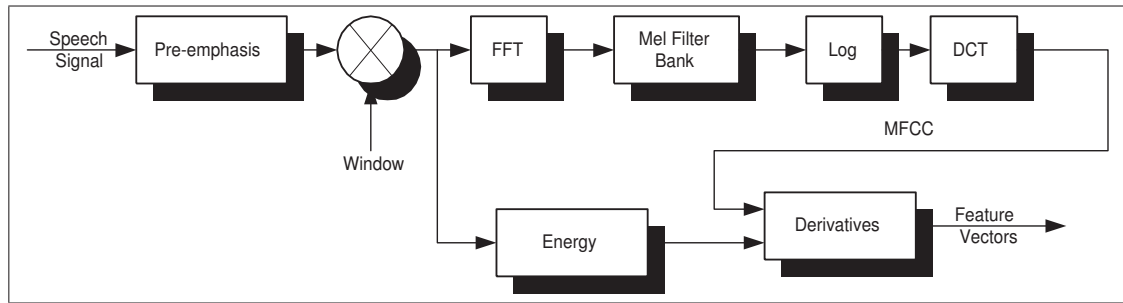 Speech
Signal
Pre-emphasis
Window
FFT
Mel Filter
Bank
Log
DCT
MFCC
Energy
Derivatives
Feature
Vectors